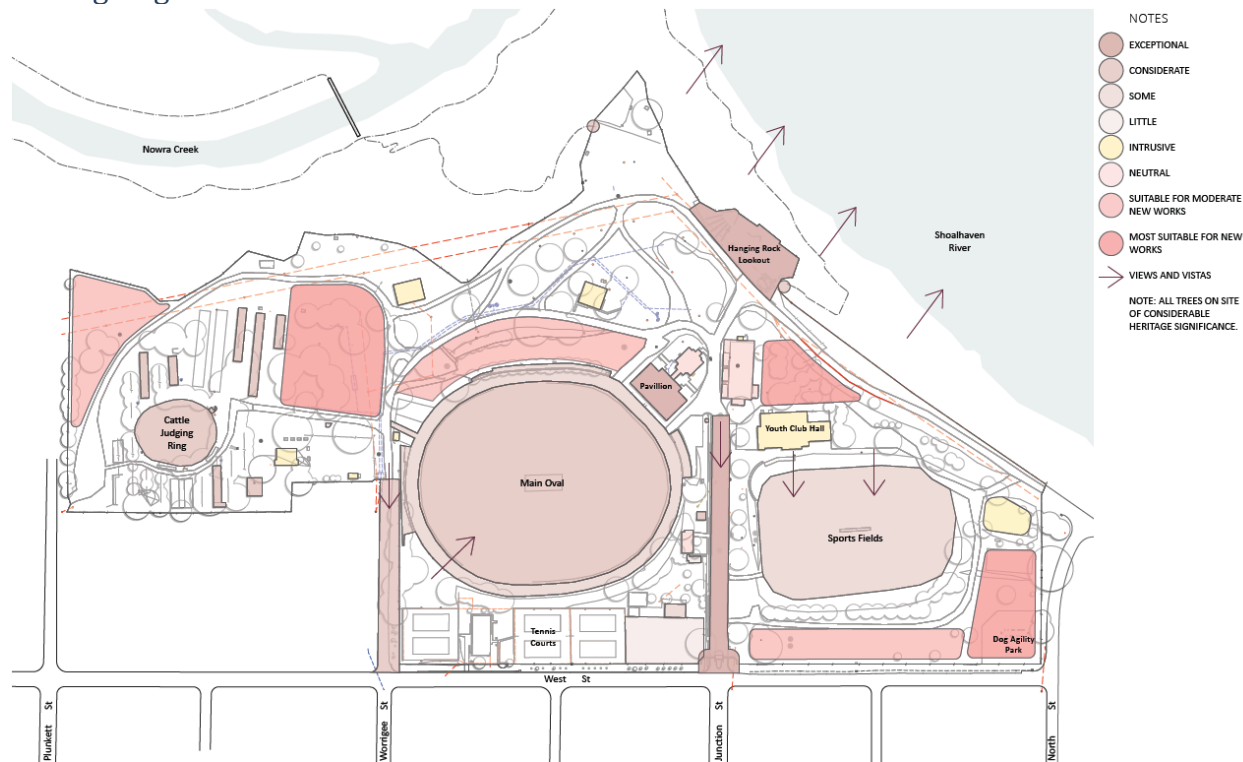 NOTES
EXCEPTIONAL
CONSIDERATE
SOME
LITTLE
INTRUSIVE
NEUTRAL
SUITABLE FOR MODERATE
NEW WORKS
MOST SUITABLE FOR NEW
WORKS
VIEWS AND VISTAS
NOTE: ALL TREES ON SITE
OF CONSIDERABLE
HERITAGE SIGNIFICANCE.
Nowra Creek
Shoalhaven
River
Hanging Rock
Lookout
Pavillion
Cattle
Judging
Ring
Youth Club Hall
Main Oval
Sports Fields
Tennis
Courts
Dog Agility
Park
West St
Plunkett St
Worrigee St
Junction St
North St